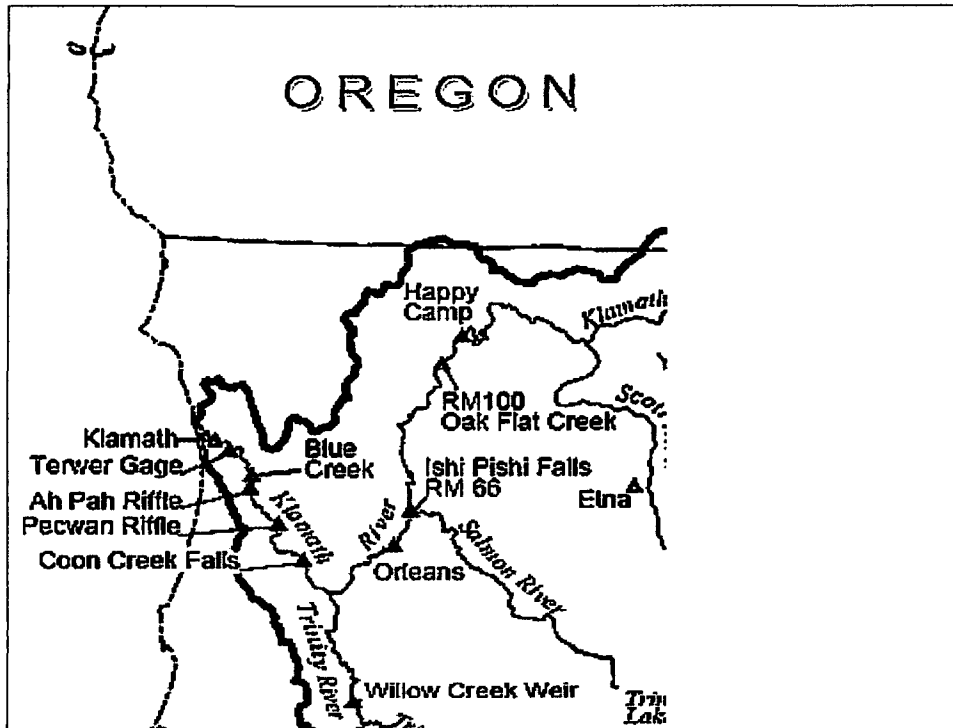 OREGON
Happy
Camp
Klamath
RM100
Oak Flat Creek
Klamath
Blue
Creek
Terwer Gage
Ishi Pishi Falls
RM 66
Etna
Ah Pah Riffle
Pecwan Riffle
Klamath
River
Salmon River
Coon Creek Falls
Orleans
Trinity River
Willow Creek Weir